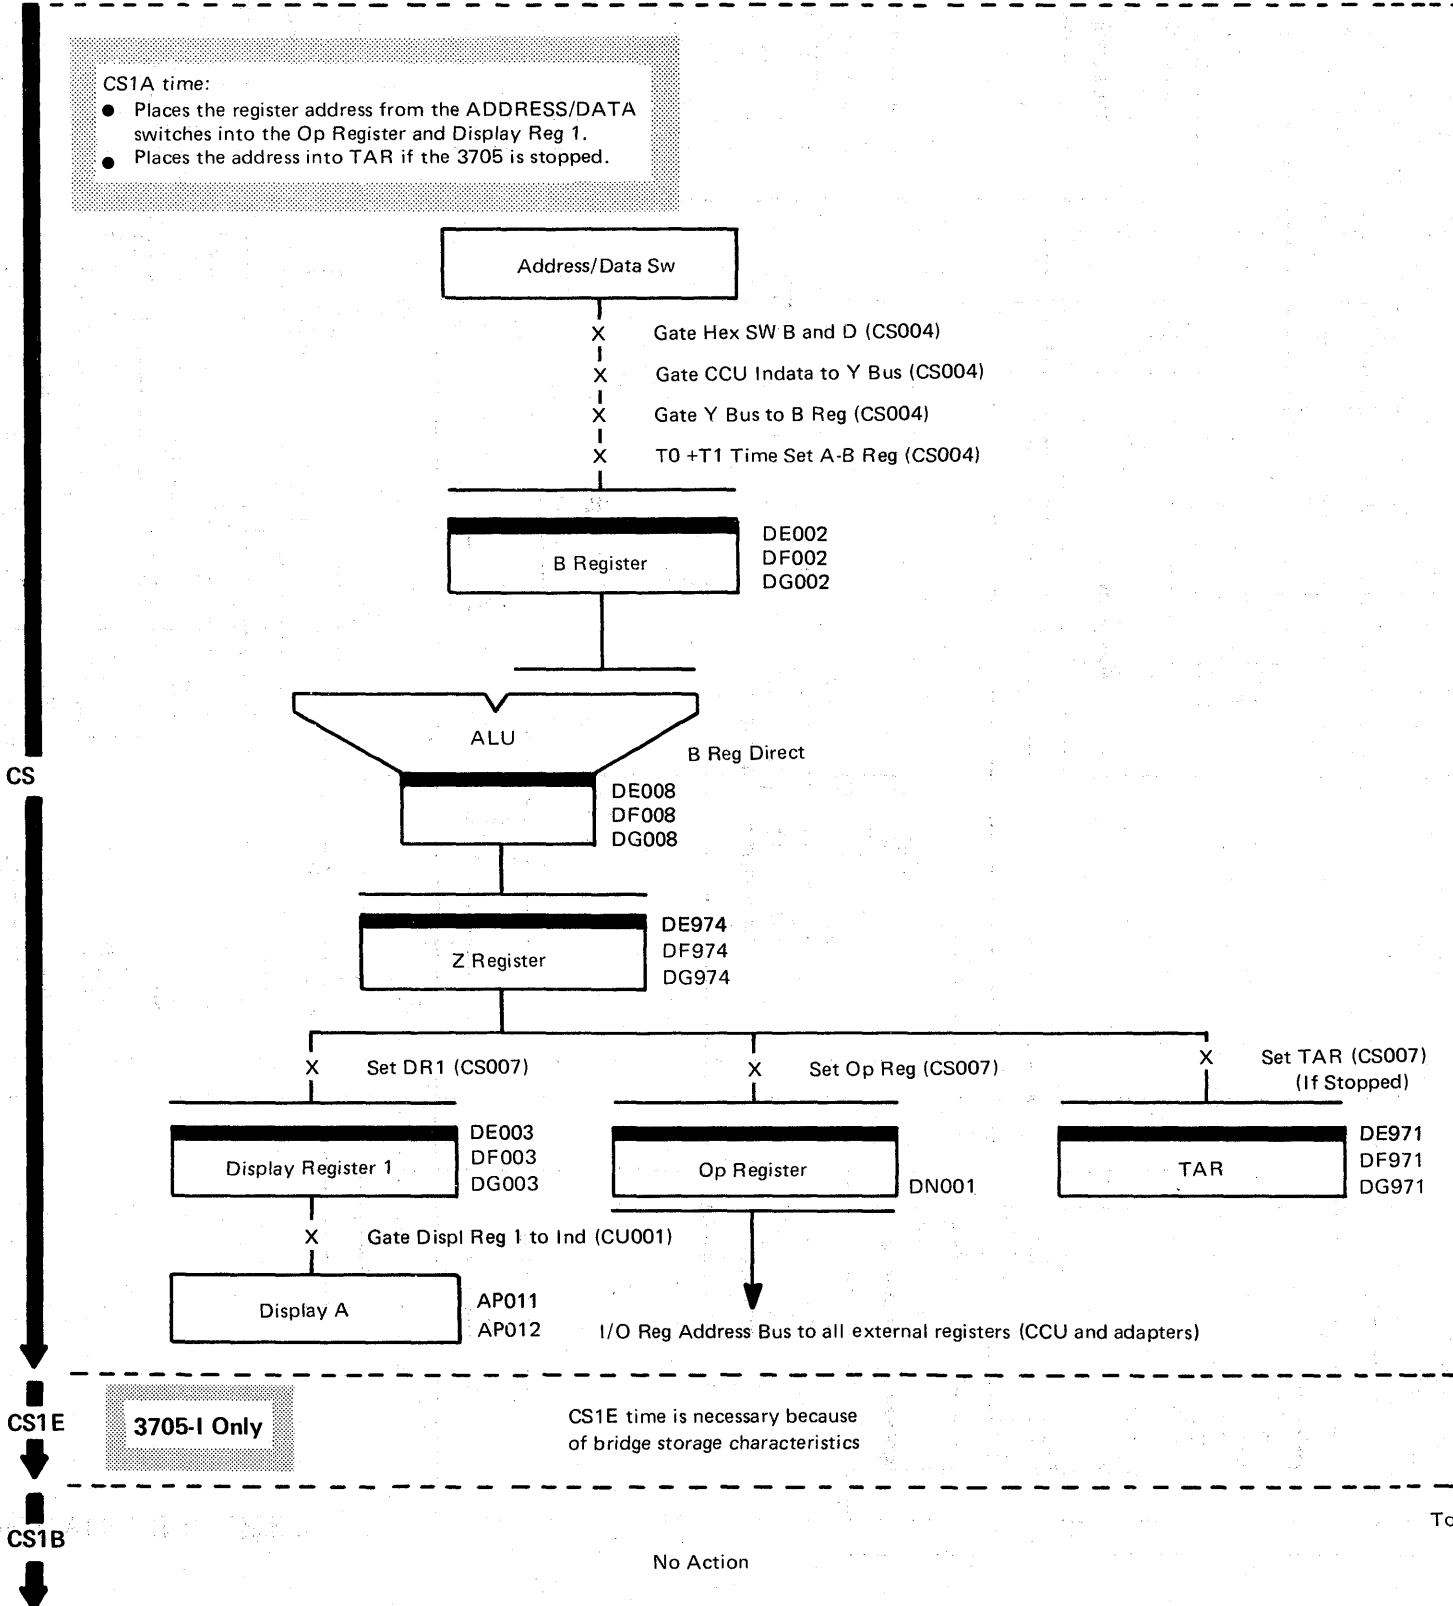 CS1A time:
● Places the register address from the ADDRESS/DATA
switches into the Op Register and Display Reg 1.
● Places the address into TAR if the 3705 is stopped.
Address/Data Sw
X Gate Hex SW B and D (CS004)
X Gate CCU Indata to Y Bus (CS004)
X Gate Y Bus to B Reg (CS004)
X T0 +T1 Time Set A-B Reg (CS004)
B Register
DE002
DF002
DG002
ALU
B Reg Direct
CS
DE008
DF008
DG008
Z Register
DE974
DF974
DG974
X Set DR1 (CS007)
X Set Op Reg (CS007)
X Set TAR (CS007)
(If Stopped)
Display Register 1
DE003
DF003
DG003
Op Register
DN001
TAR
DE971
DF971
DG971
X Gate Displ Reg 1 to Ind (CU001)
Display A
AP011
AP012
I/O Reg Address Bus to all external registers (CCU and adapters)
CS1E
3705-I Only
CS1E time is necessary because
of bridge storage characteristics
To
CS1B
No Action